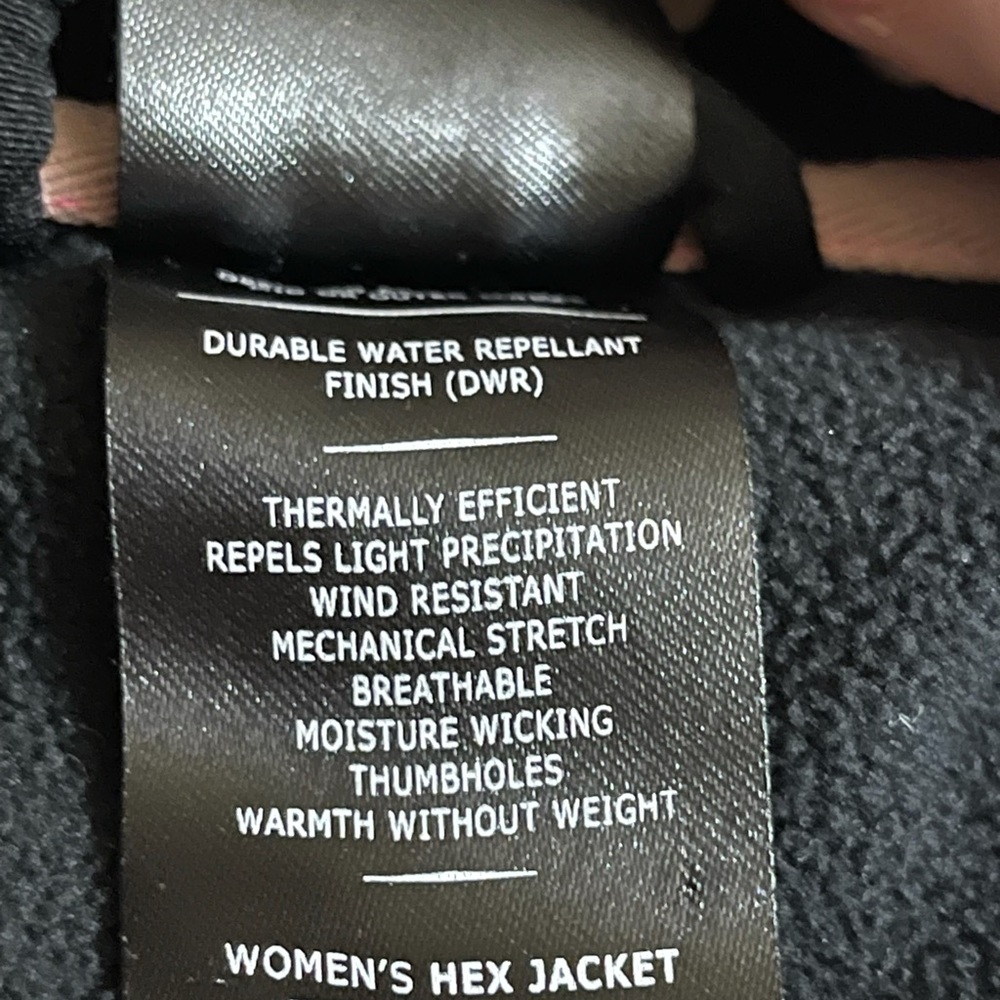 DURABLE WATER REPELLANT
FINISH (DWR)
THERMALLY EFFICIENT
REPELS LIGHT PRECIPITATION
WIND RESISTANT
MECHANICAL STRETCH
BREATHABLE
MOISTURE WICKING
THUMBHOLES
WARMTH WITHOUT WEIGHT
WOMEN'S HEX JACKET